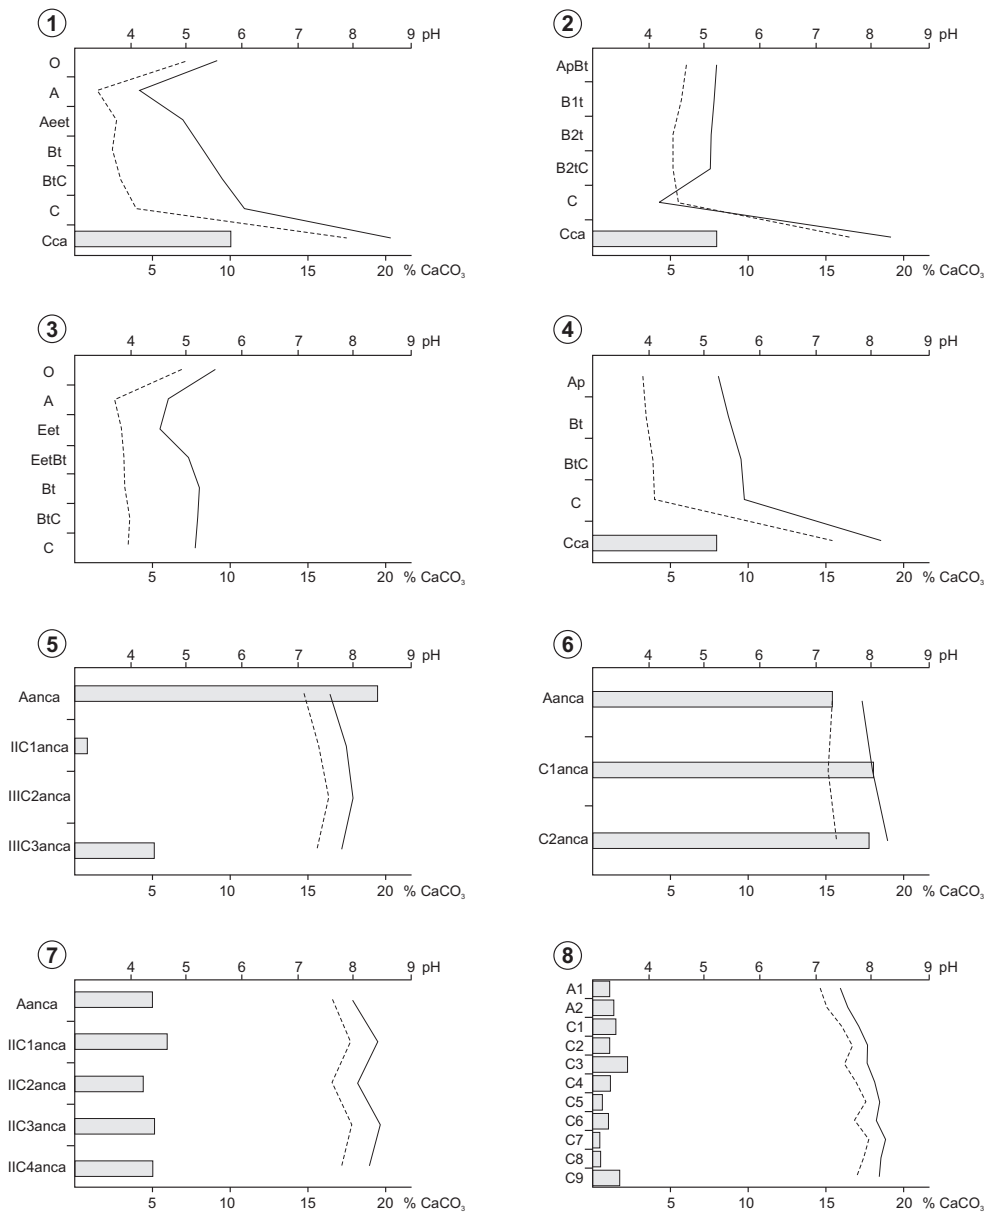 1
4 5 6 7 8 9 pH
O
A
Aeet
Bt
BtC
C
Cca
5 10 15 20 % CaCO₃
2
4 5 6 7 8 9 pH
ApBt
B1t
B2t
B2tC
C
Cca
5 10 15 20 % CaCO₃
3
4 5 6 7 8 9 pH
O
A
Eet
EetBt
Bt
BtC
C
5 10 15 20 % CaCO₃
4
4 5 6 7 8 9 pH
Ap
Bt
BtC
C
Cca
5 10 15 20 % CaCO₃
5
4 5 6 7 8 9 pH
Aanca
IIC1anca
IIIC2anca
IIIC3anca
5 10 15 20 % CaCO₃
6
4 5 6 7 8 9 pH
Aanca
C1anca
C2anca
5 10 15 20 % CaCO₃
7
4 5 6 7 8 9 pH
Aanca
IIC1anca
IIC2anca
IIC3anca
IIC4anca
5 10 15 20 % CaCO₃
8
4 5 6 7 8 9 pH
A1
A2
C1
C2
C3
C4
C5
C6
C7
C8
C9
5 10 15 20 % CaCO₃